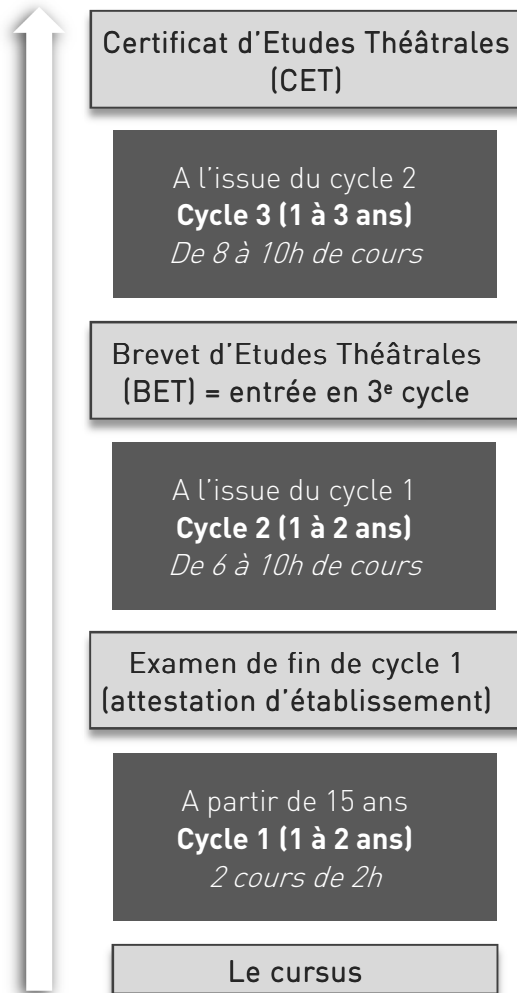 Certificat d'Etudes Théâtrales
(CET)
A l'issue du cycle 2
Cycle 3 (1 à 3 ans)
De 8 à 10h de cours
Brevet d'Etudes Théâtrales
(BET) = entrée en 3e cycle
A l'issue du cycle 1
Cycle 2 (1 à 2 ans)
De 6 à 10h de cours
Examen de fin de cycle 1
(attestation d'établissement)
A partir de 15 ans
Cycle 1 (1 à 2 ans)
2 cours de 2h
Le cursus